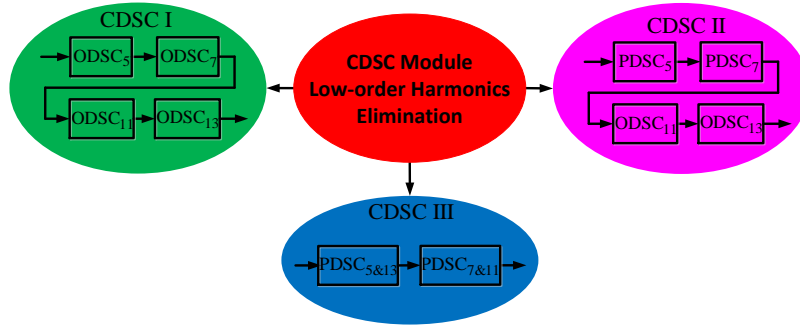 CDSC I
ODSC5 ODSC7
ODSC11 ODSC13
CDSC Module
Low-order Harmonics
Elimination
CDSC II
PDSC5 PDSC7
ODSC11 ODSC13
CDSC III
PDSC5&13 PDSC7&11